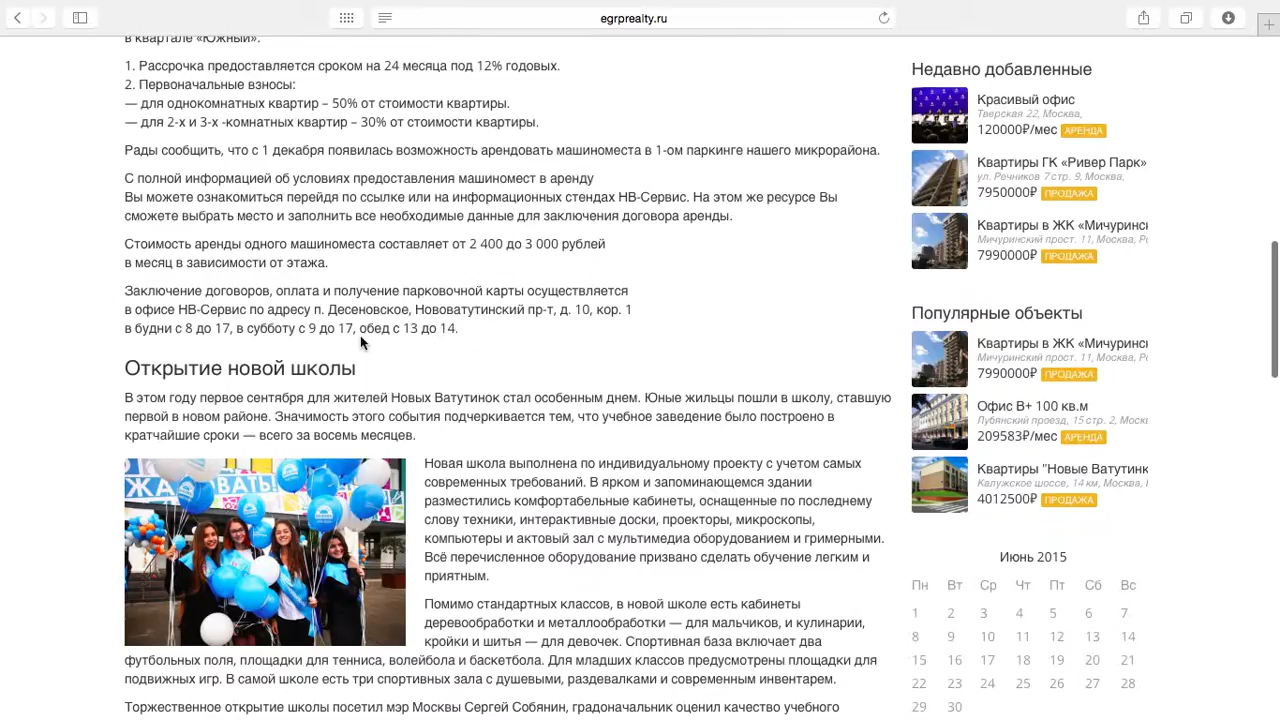 egrprealty.ru
в квартале «Южный».
1. Рассрочка предоставляется сроком на 24 месяца под 12% годовых.
2. Первоначальные взносы:
— для однокомнатных квартир – 50% от стоимости квартиры.
— для 2-х и 3-х -комнатных квартир – 30% от стоимости квартиры.
Рады сообщить, что с 1 декабря появилась возможность арендовать машиноместа в 1-ом паркинге нашего микрорайона.
С полной информацией об условиях предоставления машиномест в аренду
Вы можете ознакомиться перейдя по ссылке или на информационных стендах НВ-Сервис. На этом же ресурсе Вы
сможете выбрать место и заполнить все необходимые данные для заключения договора аренды.
Стоимость аренды одного машиноместа составляет от 2 400 до 3 000 рублей
в месяц в зависимости от этажа.
Заключение договоров, оплата и получение парковочной карты осуществляется
в офисе НВ-Сервис по адресу п. Десеновское, Нововатутинский пр-т, д. 10, кор. 1
в будни с 8 до 17, в субботу с 9 до 17, обед с 13 до 14.
Открытие новой школы
В этом году первое сентября для жителей Новых Ватутинок стал особенным днем. Юные жильцы пошли в школу, ставшую
первой в новом районе. Значимость этого события подчеркивается тем, что учебное заведение было построено в
кратчайшие сроки — всего за восемь месяцев.
ЖАЛОВАТЬ!
Новая школа выполнена по индивидуальному проекту с учетом самых
современных требований. В ярком и запоминающемся здании
разместились комфортабельные кабинеты, оснащенные по последнему
слову техники, интерактивные доски, проекторы, микроскопы,
компьютеры и актовый зал с мультимедиа оборудованием и гримерными.
Всё перечисленное оборудование призвано сделать обучение легким и
приятным.
Помимо стандартных классов, в новой школе есть кабинеты
деревообработки и металлообработки — для мальчиков, и кулинарии,
кройки и шитья — для девочек. Спортивная база включает два
футбольных поля, площадки для тенниса, волейбола и баскетбола. Для младших классов предусмотрены площадки для
подвижных игр. В самой школе есть три спортивных зала с душевыми, раздевалками и современным инвентарем.
Торжественное открытие школы посетил мэр Москвы Сергей Собянин, градоначальник оценил качество учебного
Недавно добавленные
Красивый офис
Тверская 22, Москва,
120000₽/мес АРЕНДА
Квартиры ГК «Ривер Парк»
ул. Речников 7 стр. 9, Москва,
7950000₽ ПРОДАЖА
Квартиры в ЖК «Мичуринск
Мичуринский прост. 11, Москва, Ро
7990000₽ ПРОДАЖА
Популярные объекты
Квартиры в ЖК «Мичуринск
Мичуринский прост. 11, Москва, Ро
7990000₽ ПРОДАЖА
Офис В+ 100 кв.м
Лубянский проезд, 15 стр. 2, Москв
209583₽/мес АРЕНДА
Квартиры "Новые Ватутинк
Калужское шоссе, 14 км, Москва,
4012500₽ ПРОДАЖА
Июнь 2015
Пн Вт Ср Чт Пт Сб Вс
1 2 3 4 5 6 7
8 9 10 11 12 13 14
15 16 17 18 19 20 21
22 23 24 25 26 27 28
29 30